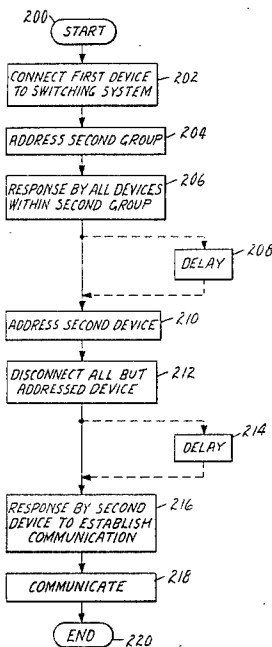 200
START
CONNECT FIRST DEVICE
TO SWITCHING SYSTEM
202
ADDRESS SECOND GROUP
204
RESPONSE BY ALL DEVICES
WITHIN SECOND GROUP
206
208
DELAY
ADDRESS SECOND DEVICE
210
DISCONNECT ALL BUT
ADDRESSED DEVICE
212
214
DELAY
RESPONSE BY SECOND
DEVICE TO ESTABLISH
COMMUNICATION
216
COMMUNICATE
218
END
220